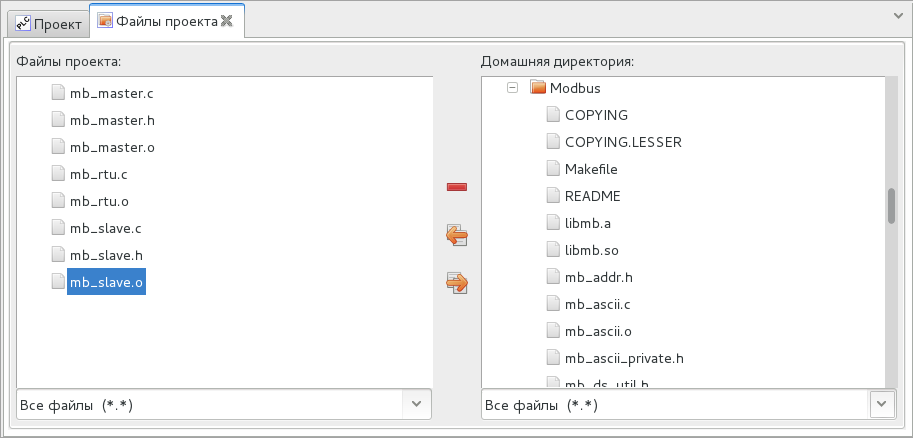 Проект
Файлы проекта
Файлы проекта:
mb_master.c
mb_master.h
mb_master.o
mb_rtu.c
mb_rtu.o
mb_slave.c
mb_slave.h
mb_slave.o
Все файлы (*.*)
Домашняя директория:
Modbus
COPYING
COPYING.LESSER
Makefile
README
libmb.a
libmb.so
mb_addr.h
mb_ascii.c
mb_ascii.o
mb_ascii_private.h
mb_ds_util.h
Все файлы (*.*)